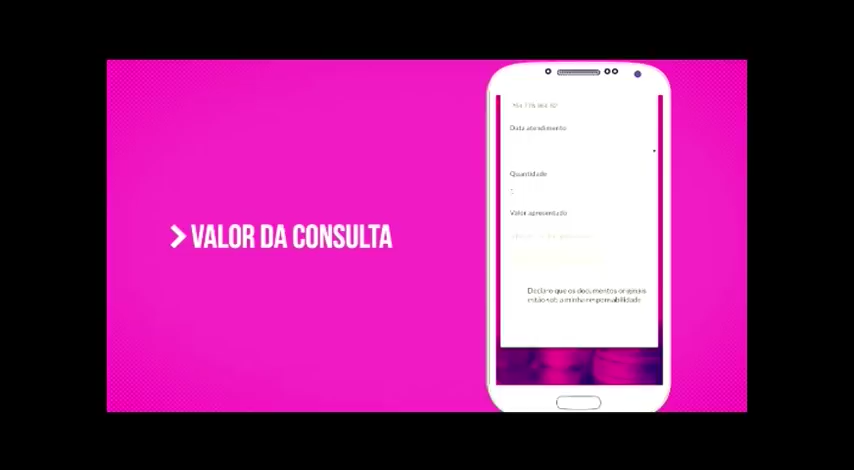 > VALOR DA CONSULTA
Data atendimento
Quantidade
Valor apresentado
Declaro que os documentos originais
estão sob a minha responsabilidade